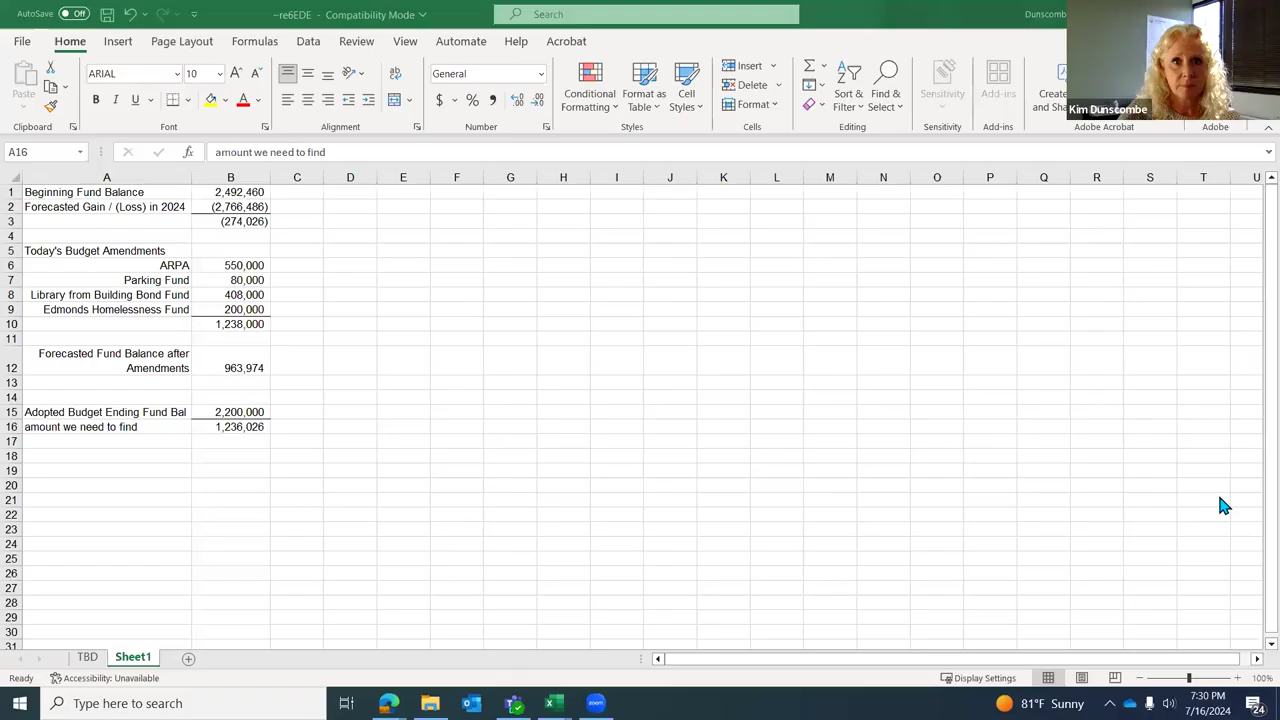 AutoSave Off ~re6EDE - Compatibility Mode Search Dunscombe
File Home Insert Page Layout Formulas Data Review View Automate Help Acrobat
Paste ARIAL 10 General Conditional Formatting Format as Table Cell Styles Insert Delete Format Sort & Filter Find & Select Sensitivity Add-ins
Kim Dunscombe
Clipboard Font Alignment Number Styles Cells Editing Sensitivity Add-ins Adobe Acrobat Adobe
A16 fx amount we need to find
A B C D E F G H I J K L M N O P Q R S T U
1 Beginning Fund Balance 2,492,460
2 Forecasted Gain / (Loss) in 2024 (2,766,486)
3 (274,026)
4
5 Today's Budget Amendments
6 ARPA 550,000
7 Parking Fund 80,000
8 Library from Building Bond Fund 408,000
9 Edmonds Homelessness Fund 200,000
10 1,238,000
11
Forecasted Fund Balance after
12 Amendments 963,974
13
14
15 Adopted Budget Ending Fund Bal 2,200,000
16 amount we need to find 1,236,026
17
18
19
20
21
22
23
24
25
26
27
28
29
30
31
TBD Sheet1
Ready Accessibility: Unavailable Display Settings 100%
Type here to search zoom 81°F Sunny 7:30 PM
7/16/2024 24